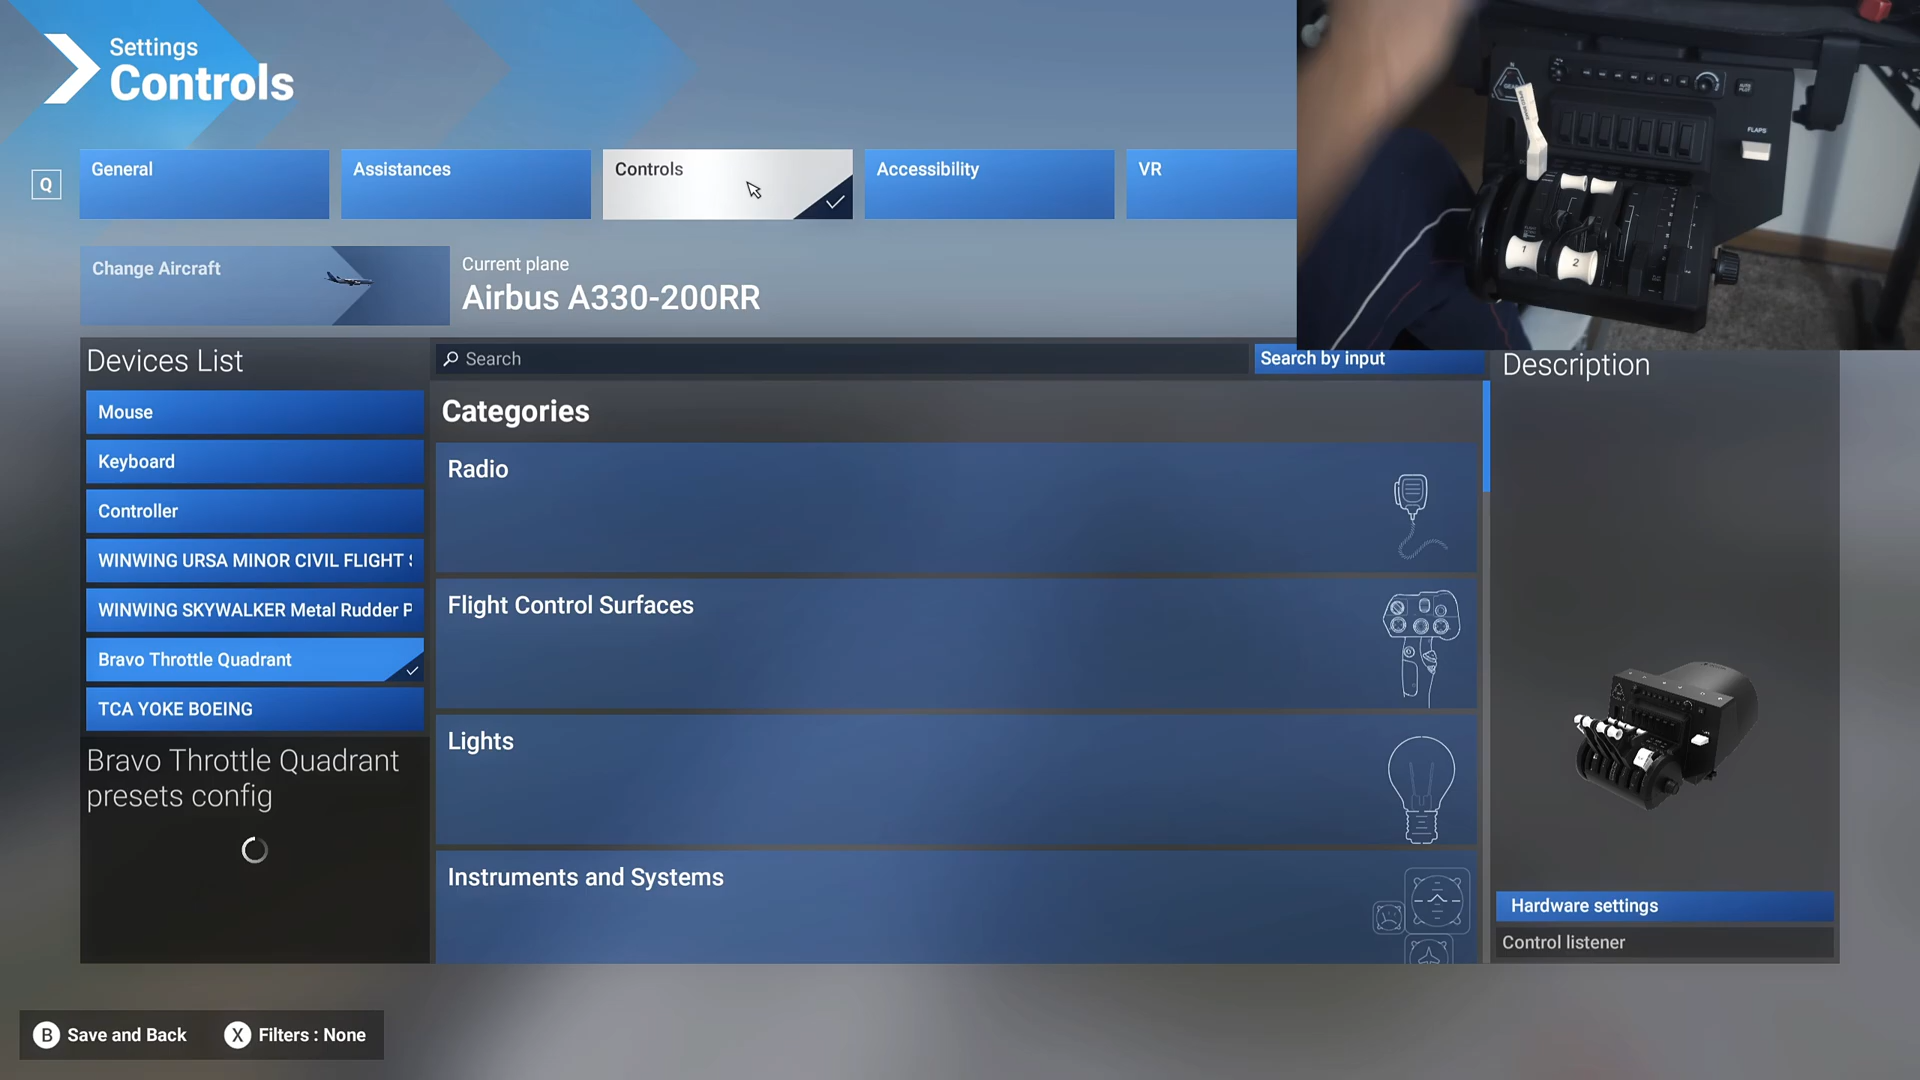 Settings
Controls
Q
General
Assistances
Controls
Accessibility
VR
Change Aircraft
Current plane
Airbus A330-200RR
Devices List
Mouse
Keyboard
Controller
WINWING URSA MINOR CIVIL FLIGHT
WINWING SKYWALKER Metal Rudder P
Bravo Throttle Quadrant
TCA YOKE BOEING
Bravo Throttle Quadrant
presets config
Search
Search by input
Categories
Radio
Flight Control Surfaces
Lights
Instruments and Systems
FLAPS
1
2
Description
Hardware settings
Control listener
B Save and Back
X Filters : None